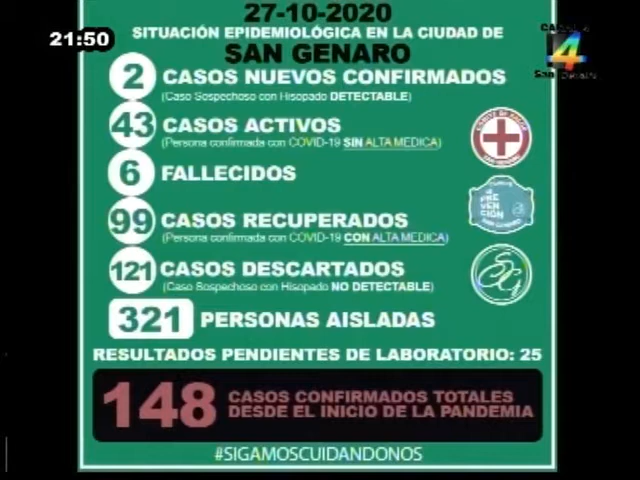 27-10-2020
21:50
SITUACIÓN EPIDEMIOLÓGICA EN LA CIUDAD DE
SAN GENARO
4
2 CASOS NUEVOS CONFIRMADOS
(Caso Sospechoso con Hisopado DETECTABLE)
43 CASOS ACTIVOS
(Persona confirmada con COVID-19 SIN ALTA MEDICA)
6 FALLECIDOS
PREVENCIÓN
99 CASOS RECUPERADOS
(Persona confirmada con COVID-19 CON ALTA MEDICA)
121 CASOS DESCARTADOS
(Caso Sospechoso con Hisopado NO DETECTABLE)
SG
321 PERSONAS AISLADAS
RESULTADOS PENDIENTES DE LABORATORIO: 25
148 CASOS CONFIRMADOS TOTALES
DESDE EL INICIO DE LA PANDEMIA
#SIGAMOSCUIDANDONOS